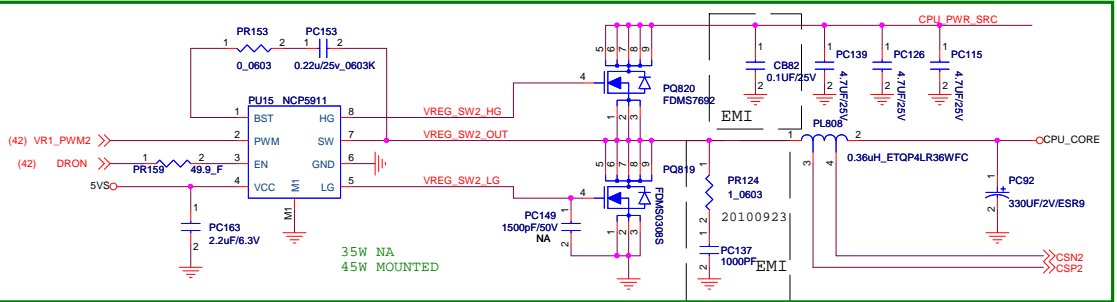 CPU_PWR_SRC
PR153
1 2
0_0603
PC153
1 2
0.22u/25v_0603K
5 6 7 8 9
4
PQ820
FDMS7692
1 2 3
1
CB82
0.1UF/25V
2
EMI
1
PC139
4.7UF/25V
2
1
PC126
4.7UF/25V
2
1
PC115
4.7UF/25V
2
PU15 NCP5911
1 BST HG 8
VREG_SW2_HG
(42) VR1_PWM2
2 PWM SW 7
VREG_SW2_OUT
(42) DRON
1 2
PR159 49.9_F
3 EN GND 6
5VS
4 VCC LG 5
VREG_SW2_LG
M1
M1
1
PC163
2.2uF/6.3V
2
35W NA
45W MOUNTED
1
PC149
1500pF/50V
NA
2
5 6 7 8 9
PQ819
4
FDMS0308S
1 2 3
1
PR124
1_0603
2
20100923
1
PC137
1000PF
2
EMI
PL808
1 2
3 4
0.36uH_ETQP4LR36WFC
CPU_CORE
1
PC92
330UF/2V/ESR9
2
CSN2
CSP2